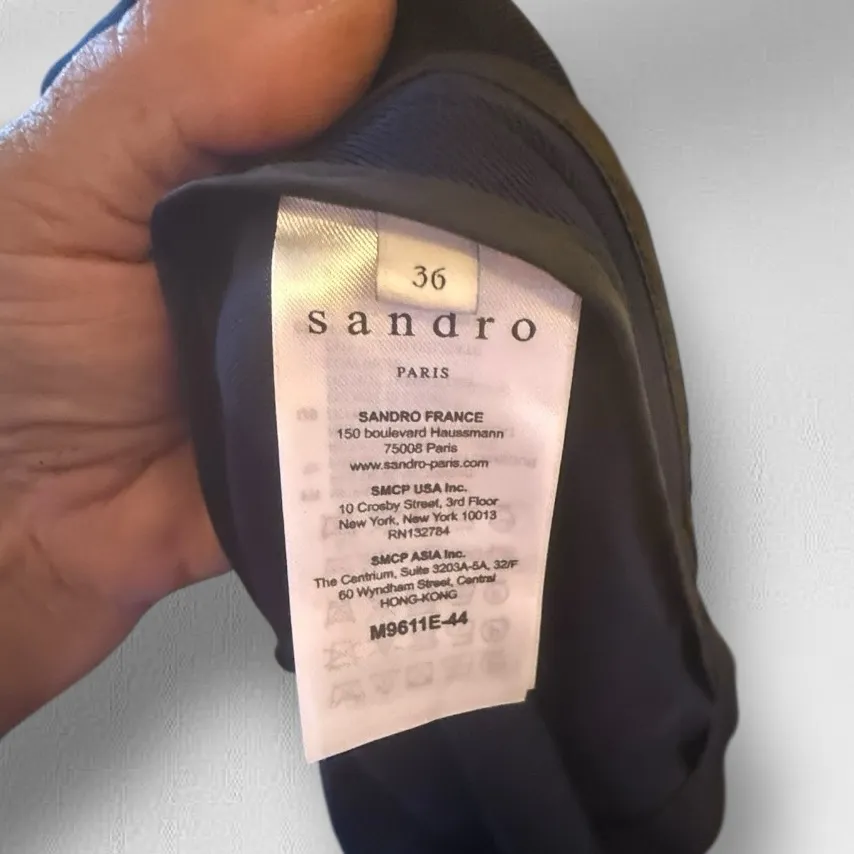 36
sandro
PARIS
SANDRO FRANCE
150 boulevard Haussmann
75008 Paris
www.sandro-paris.com
SMCP USA Inc.
10 Crosby Street, 3rd Floor
New York, New York 10013
RN132784
SMCP ASIA Inc.
The Centrium, Suite 3203A-5A, 32/F
60 Wyndham Street, Central
HONG-KONG
M9611E-44